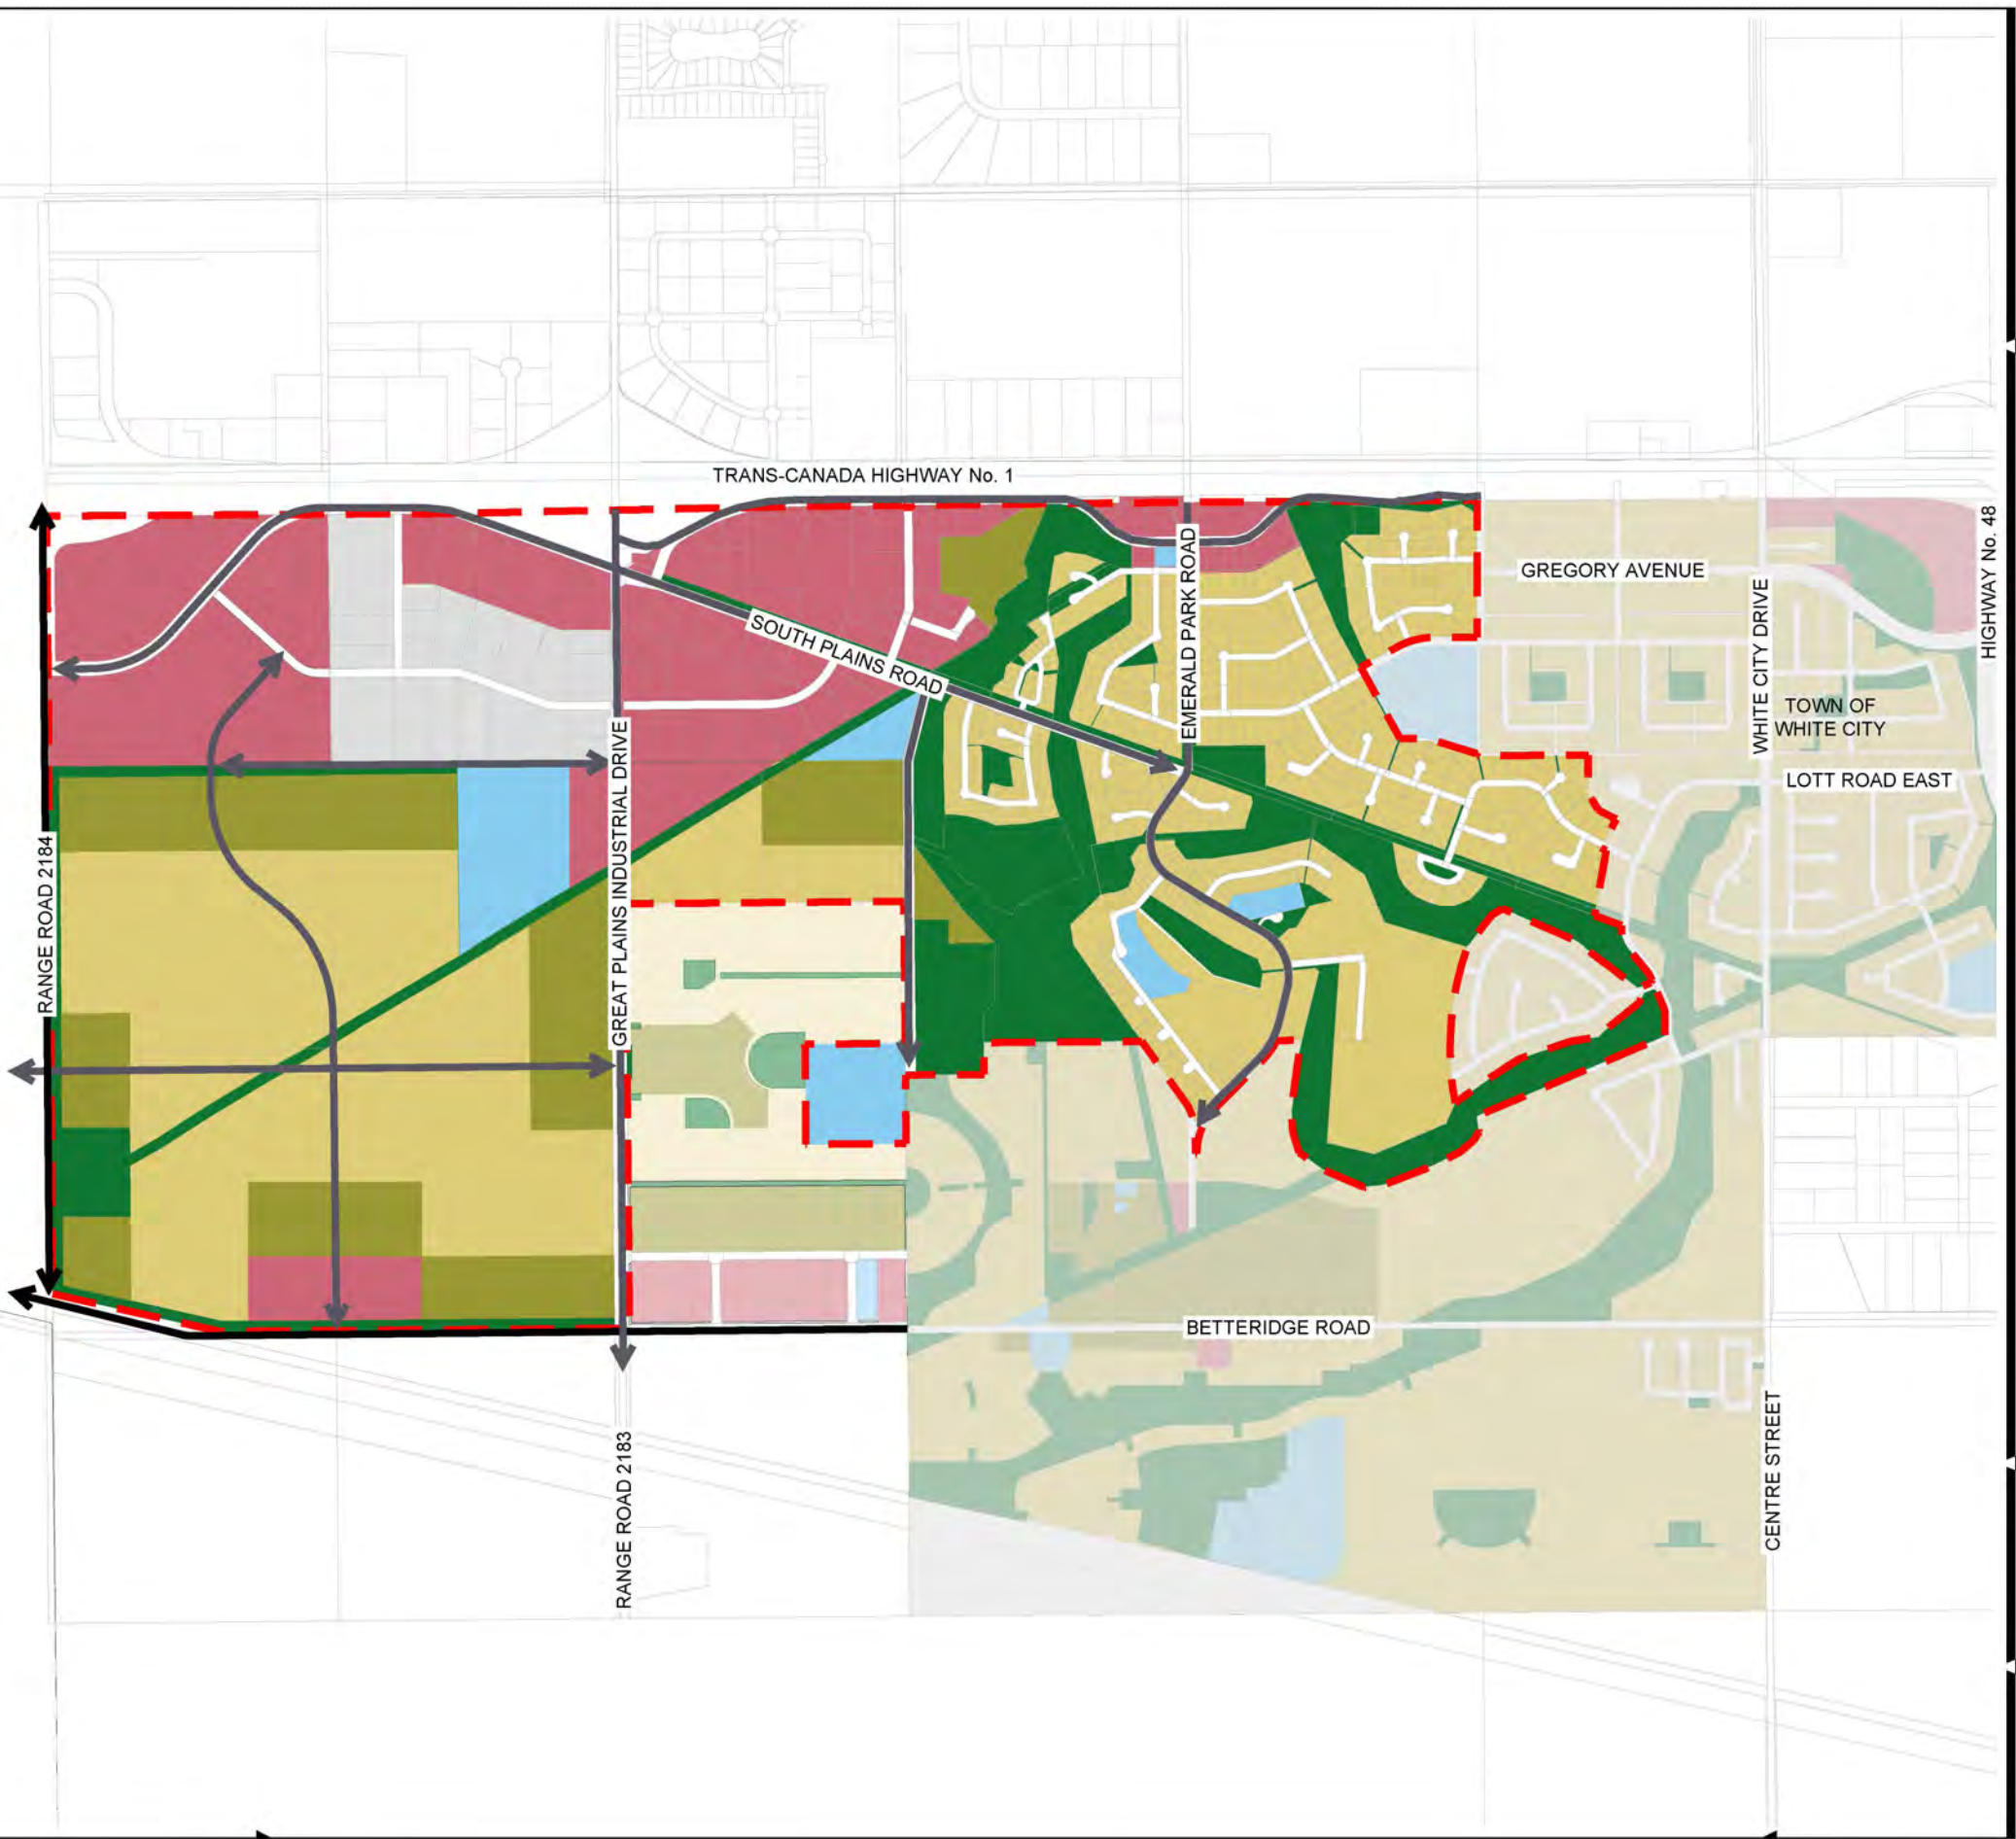 TRANS-CANADA HIGHWAY No. 1
HIGHWAY No. 48
GREGORY AVENUE
EMERALD PARK ROAD
WHITE CITY DRIVE
SOUTH PLAINS ROAD
TOWN OF
WHITE CITY
LOTT ROAD EAST
GREAT PLAINS INDUSTRIAL DRIVE
RANGE ROAD 2184
BETTERIDGE ROAD
CENTRE STREET
RANGE ROAD 2183